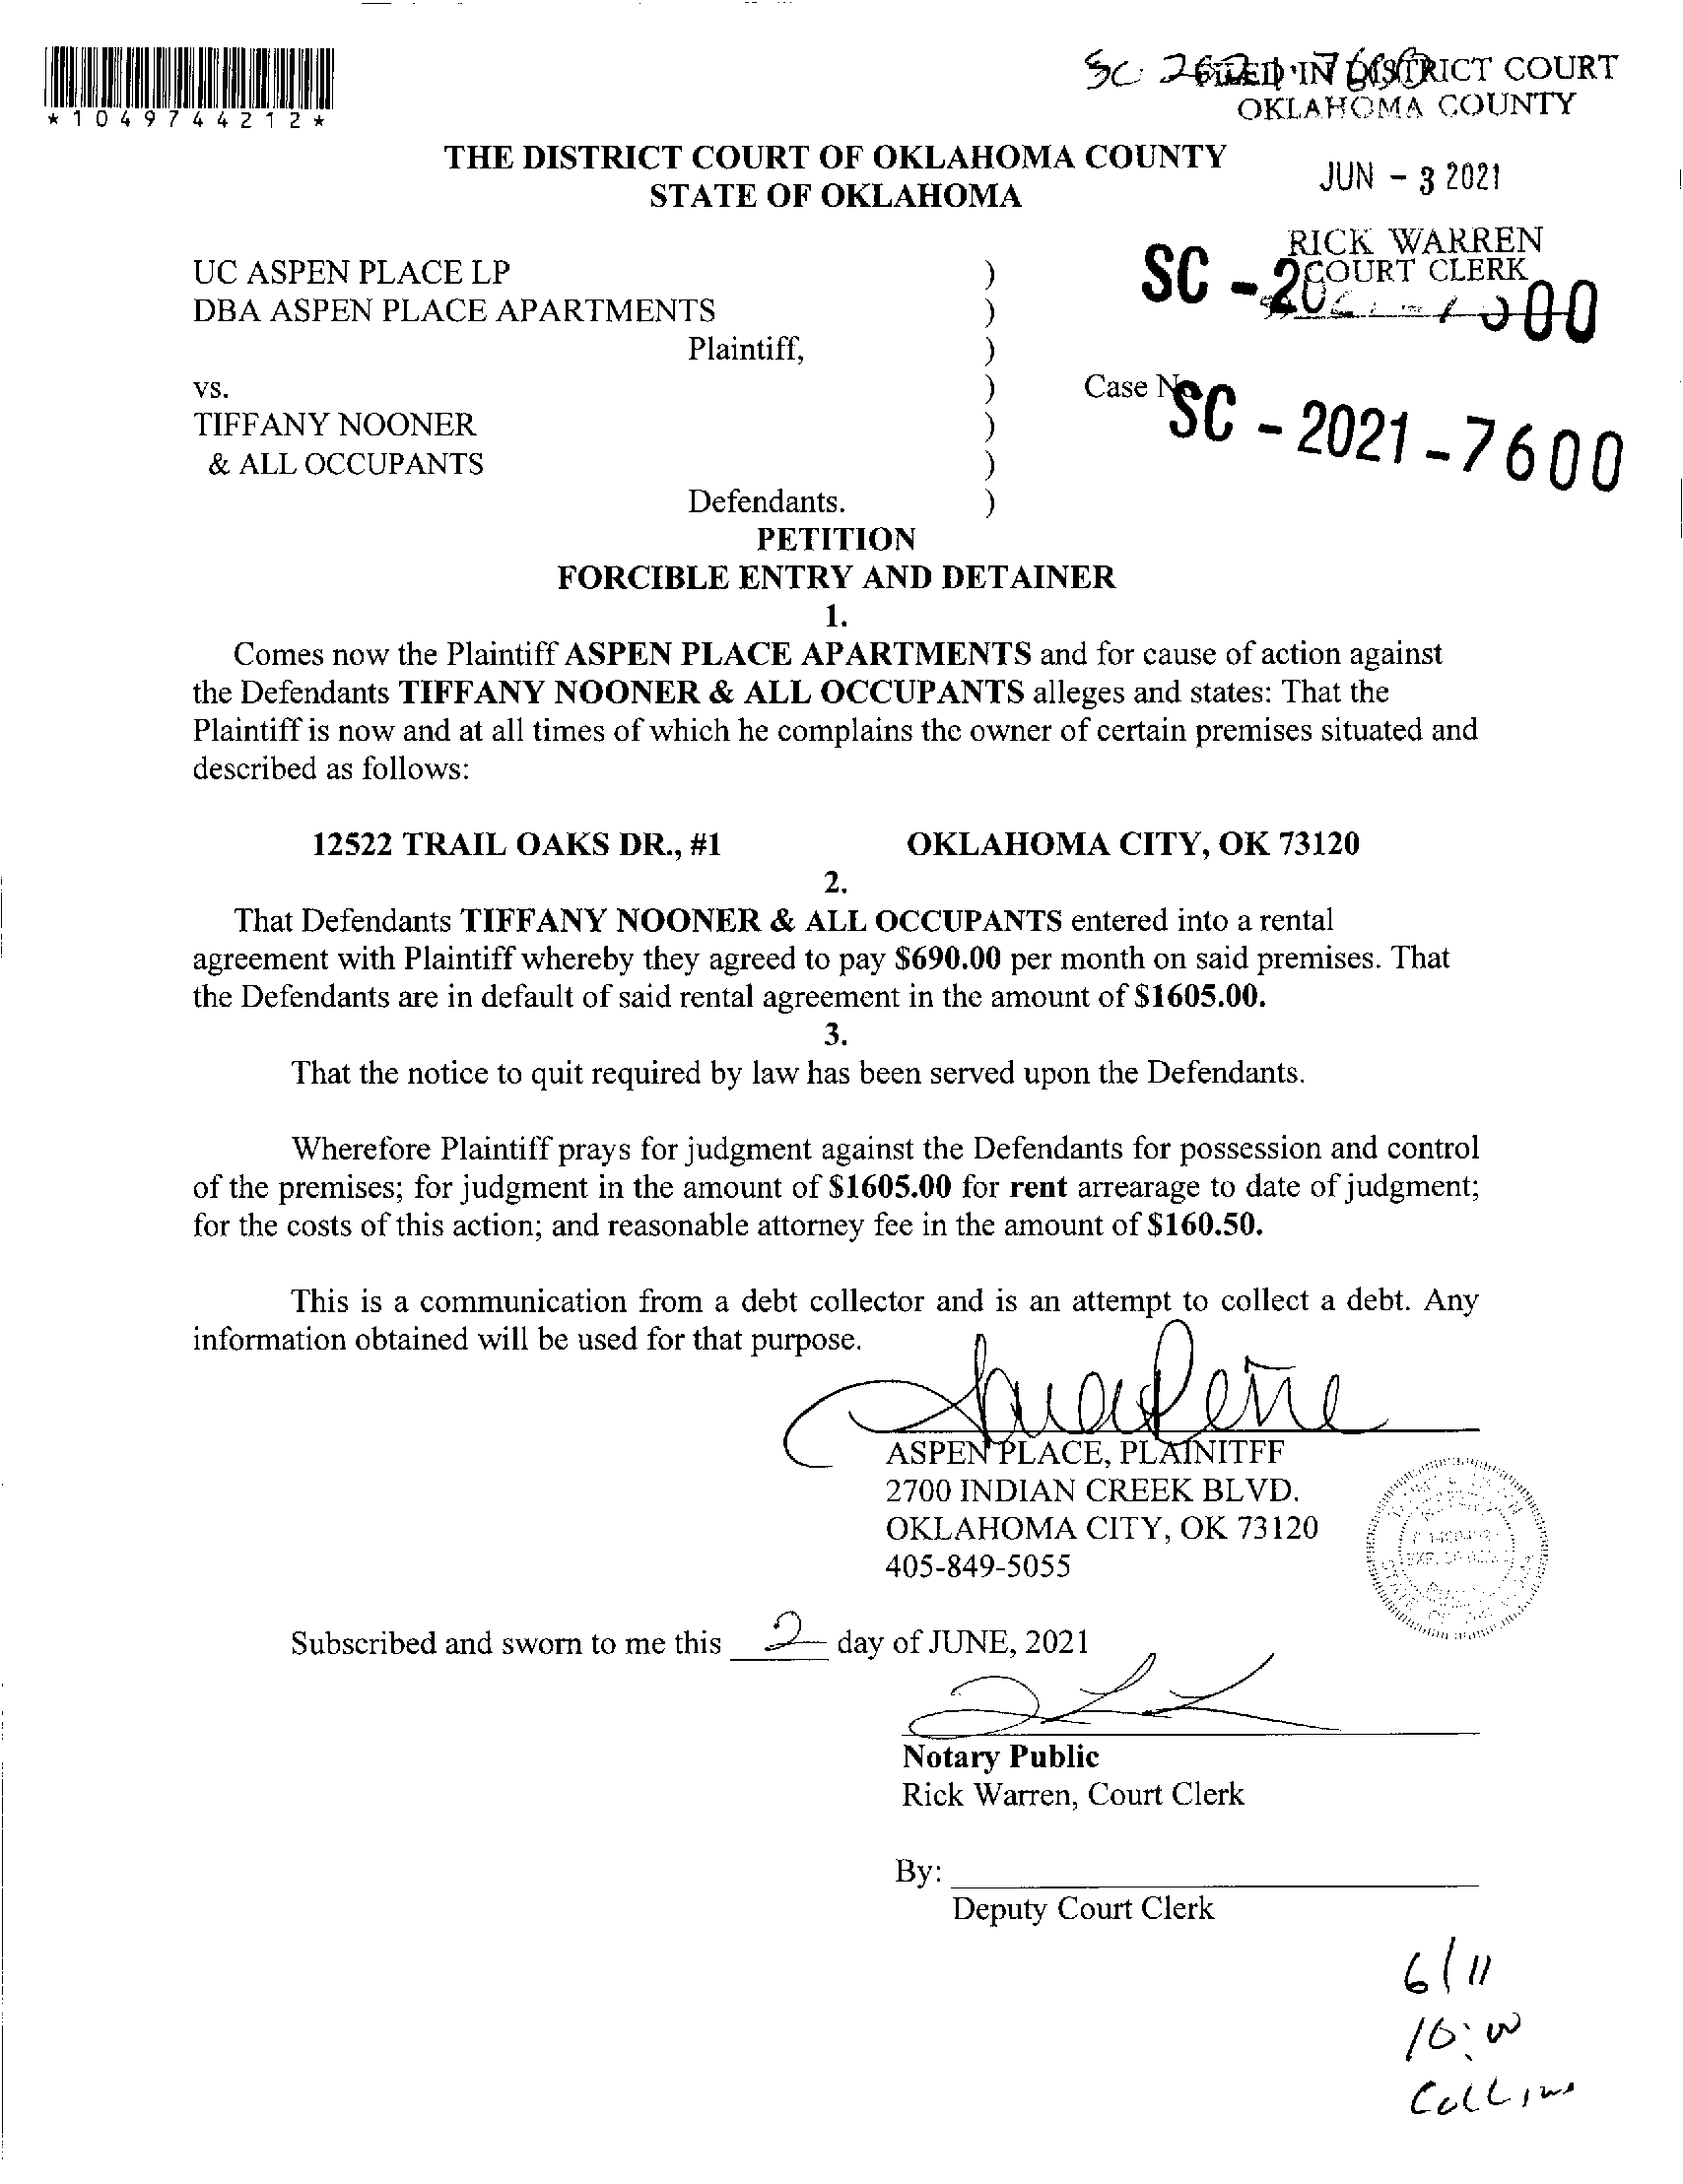 *1049744212*
SC 2021-7600
FILED IN DISTRICT COURT
OKLAHOMA COUNTY
THE DISTRICT COURT OF OKLAHOMA COUNTY
STATE OF OKLAHOMA
JUN - 3 2021
RICK WARREN
COURT CLERK
UC ASPEN PLACE LP )
DBA ASPEN PLACE APARTMENTS )
Plaintiff, )
vs. ) Case No.
SC - 2021 - 7600
TIFFANY NOONER )
& ALL OCCUPANTS )
Defendants. )
PETITION
FORCIBLE ENTRY AND DETAINER
1.
Comes now the Plaintiff ASPEN PLACE APARTMENTS and for cause of action against
the Defendants TIFFANY NOONER & ALL OCCUPANTS alleges and states: That the
Plaintiff is now and at all times of which he complains the owner of certain premises situated and
described as follows:
12522 TRAIL OAKS DR., #1 OKLAHOMA CITY, OK 73120
2.
That Defendants TIFFANY NOONER & ALL OCCUPANTS entered into a rental
agreement with Plaintiff whereby they agreed to pay $690.00 per month on said premises. That
the Defendants are in default of said rental agreement in the amount of $1605.00.
3.
That the notice to quit required by law has been served upon the Defendants.
Wherefore Plaintiff prays for judgment against the Defendants for possession and control
of the premises; for judgment in the amount of $1605.00 for rent arrearage to date of judgment;
for the costs of this action; and reasonable attorney fee in the amount of $160.50.
This is a communication from a debt collector and is an attempt to collect a debt. Any
information obtained will be used for that purpose.
ASPEN PLACE, PLAINITFF
2700 INDIAN CREEK BLVD.
OKLAHOMA CITY, OK 73120
405-849-5055
Subscribed and sworn to me this 2 day of JUNE, 2021
Notary Public
Rick Warren, Court Clerk
By:
Deputy Court Clerk
6/11
10:00
Collins